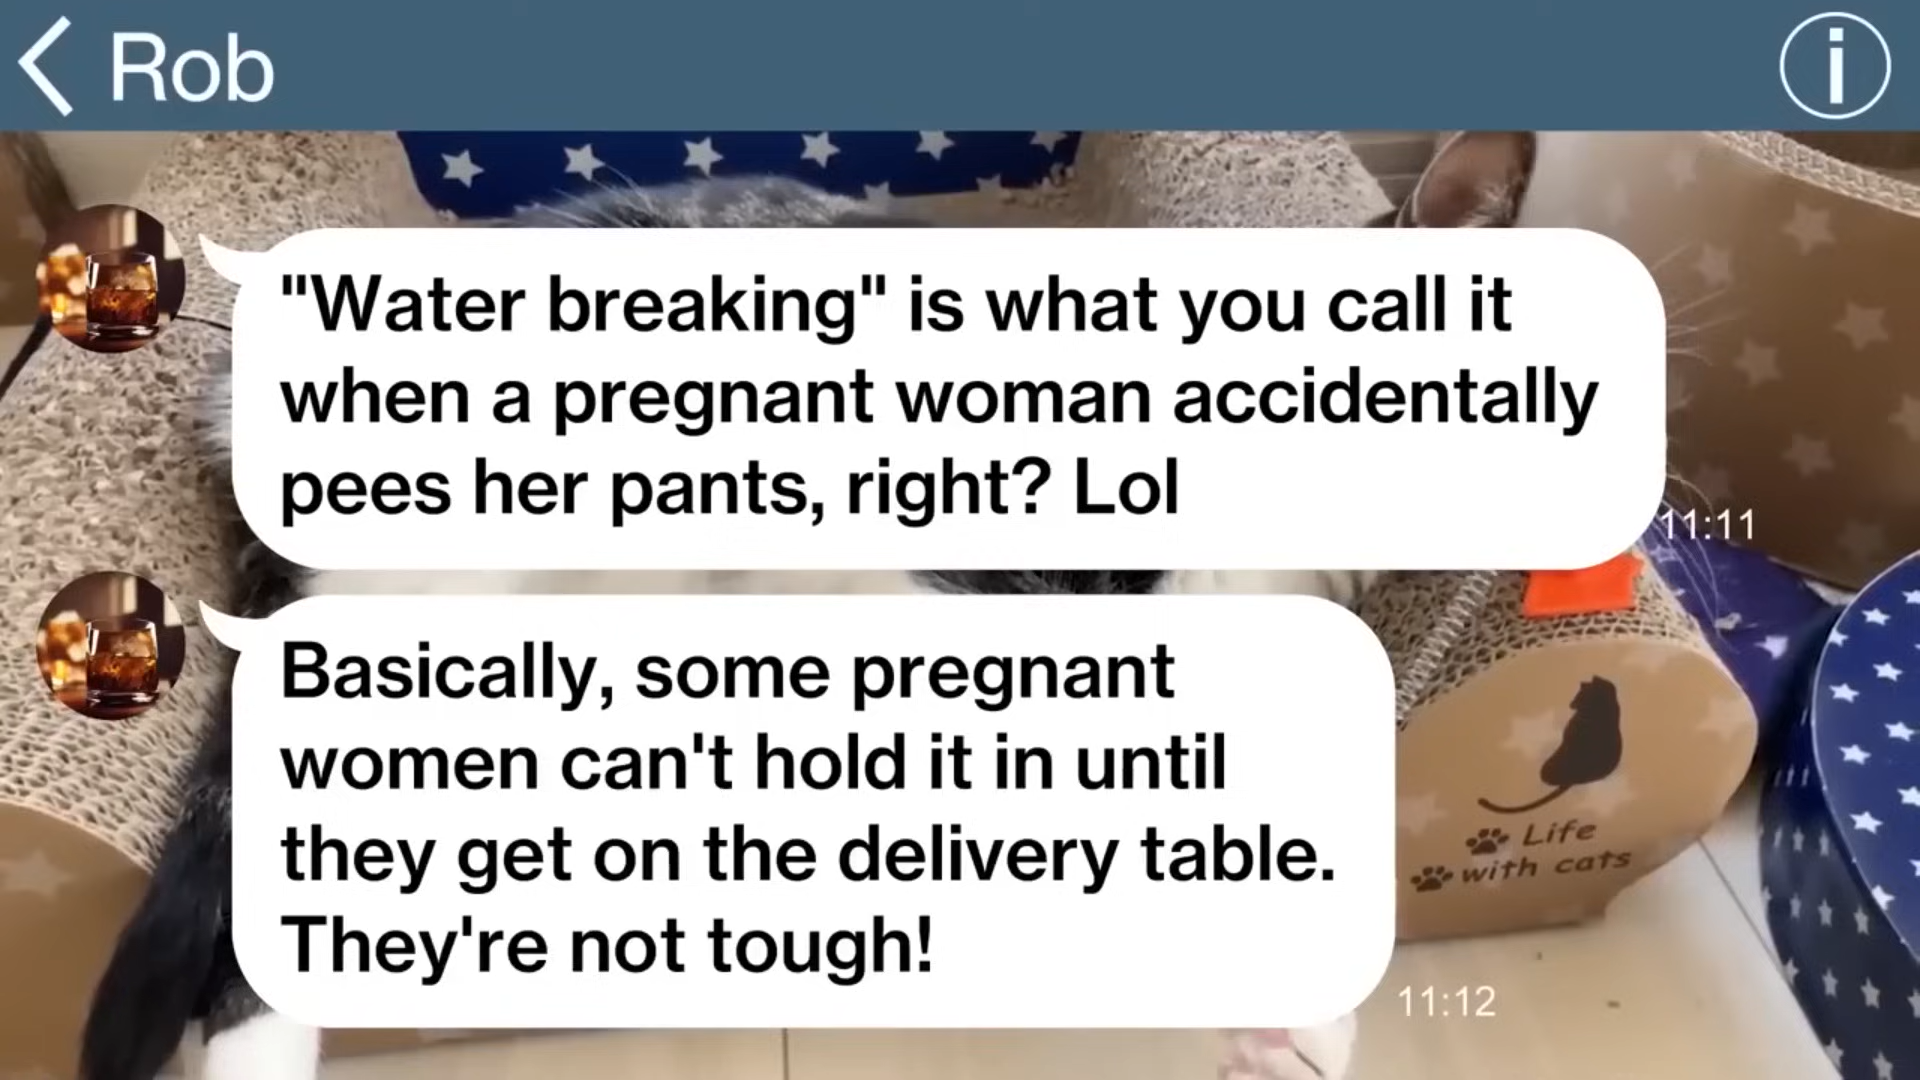 Rob
"Water breaking" is what you call it
when a pregnant woman accidentally
pees her pants, right? Lol
11:11
Basically, some pregnant
women can't hold it in until
they get on the delivery table.
They're not tough!
11:12
Life
with cats